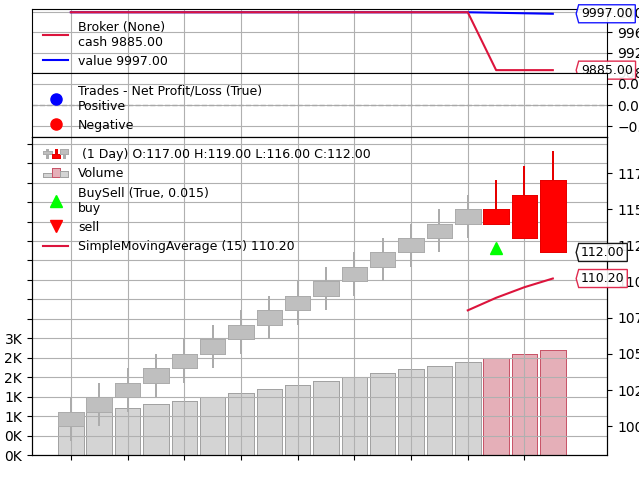 Broker (None)
cash 9885.00
value 9997.00
9997.00
996
992
9885.00
Trades - Net Profit/Loss (True)
Positive
Negative
0.0
0.0
−0.
(1 Day) O:117.00 H:119.00 L:116.00 C:112.00
Volume
BuySell (True, 0.015)
buy
sell
SimpleMovingAverage (15) 110.20
117
115
112.00
110.20
107
105
102
100
3K
2K
2K
1K
1K
0K
0K